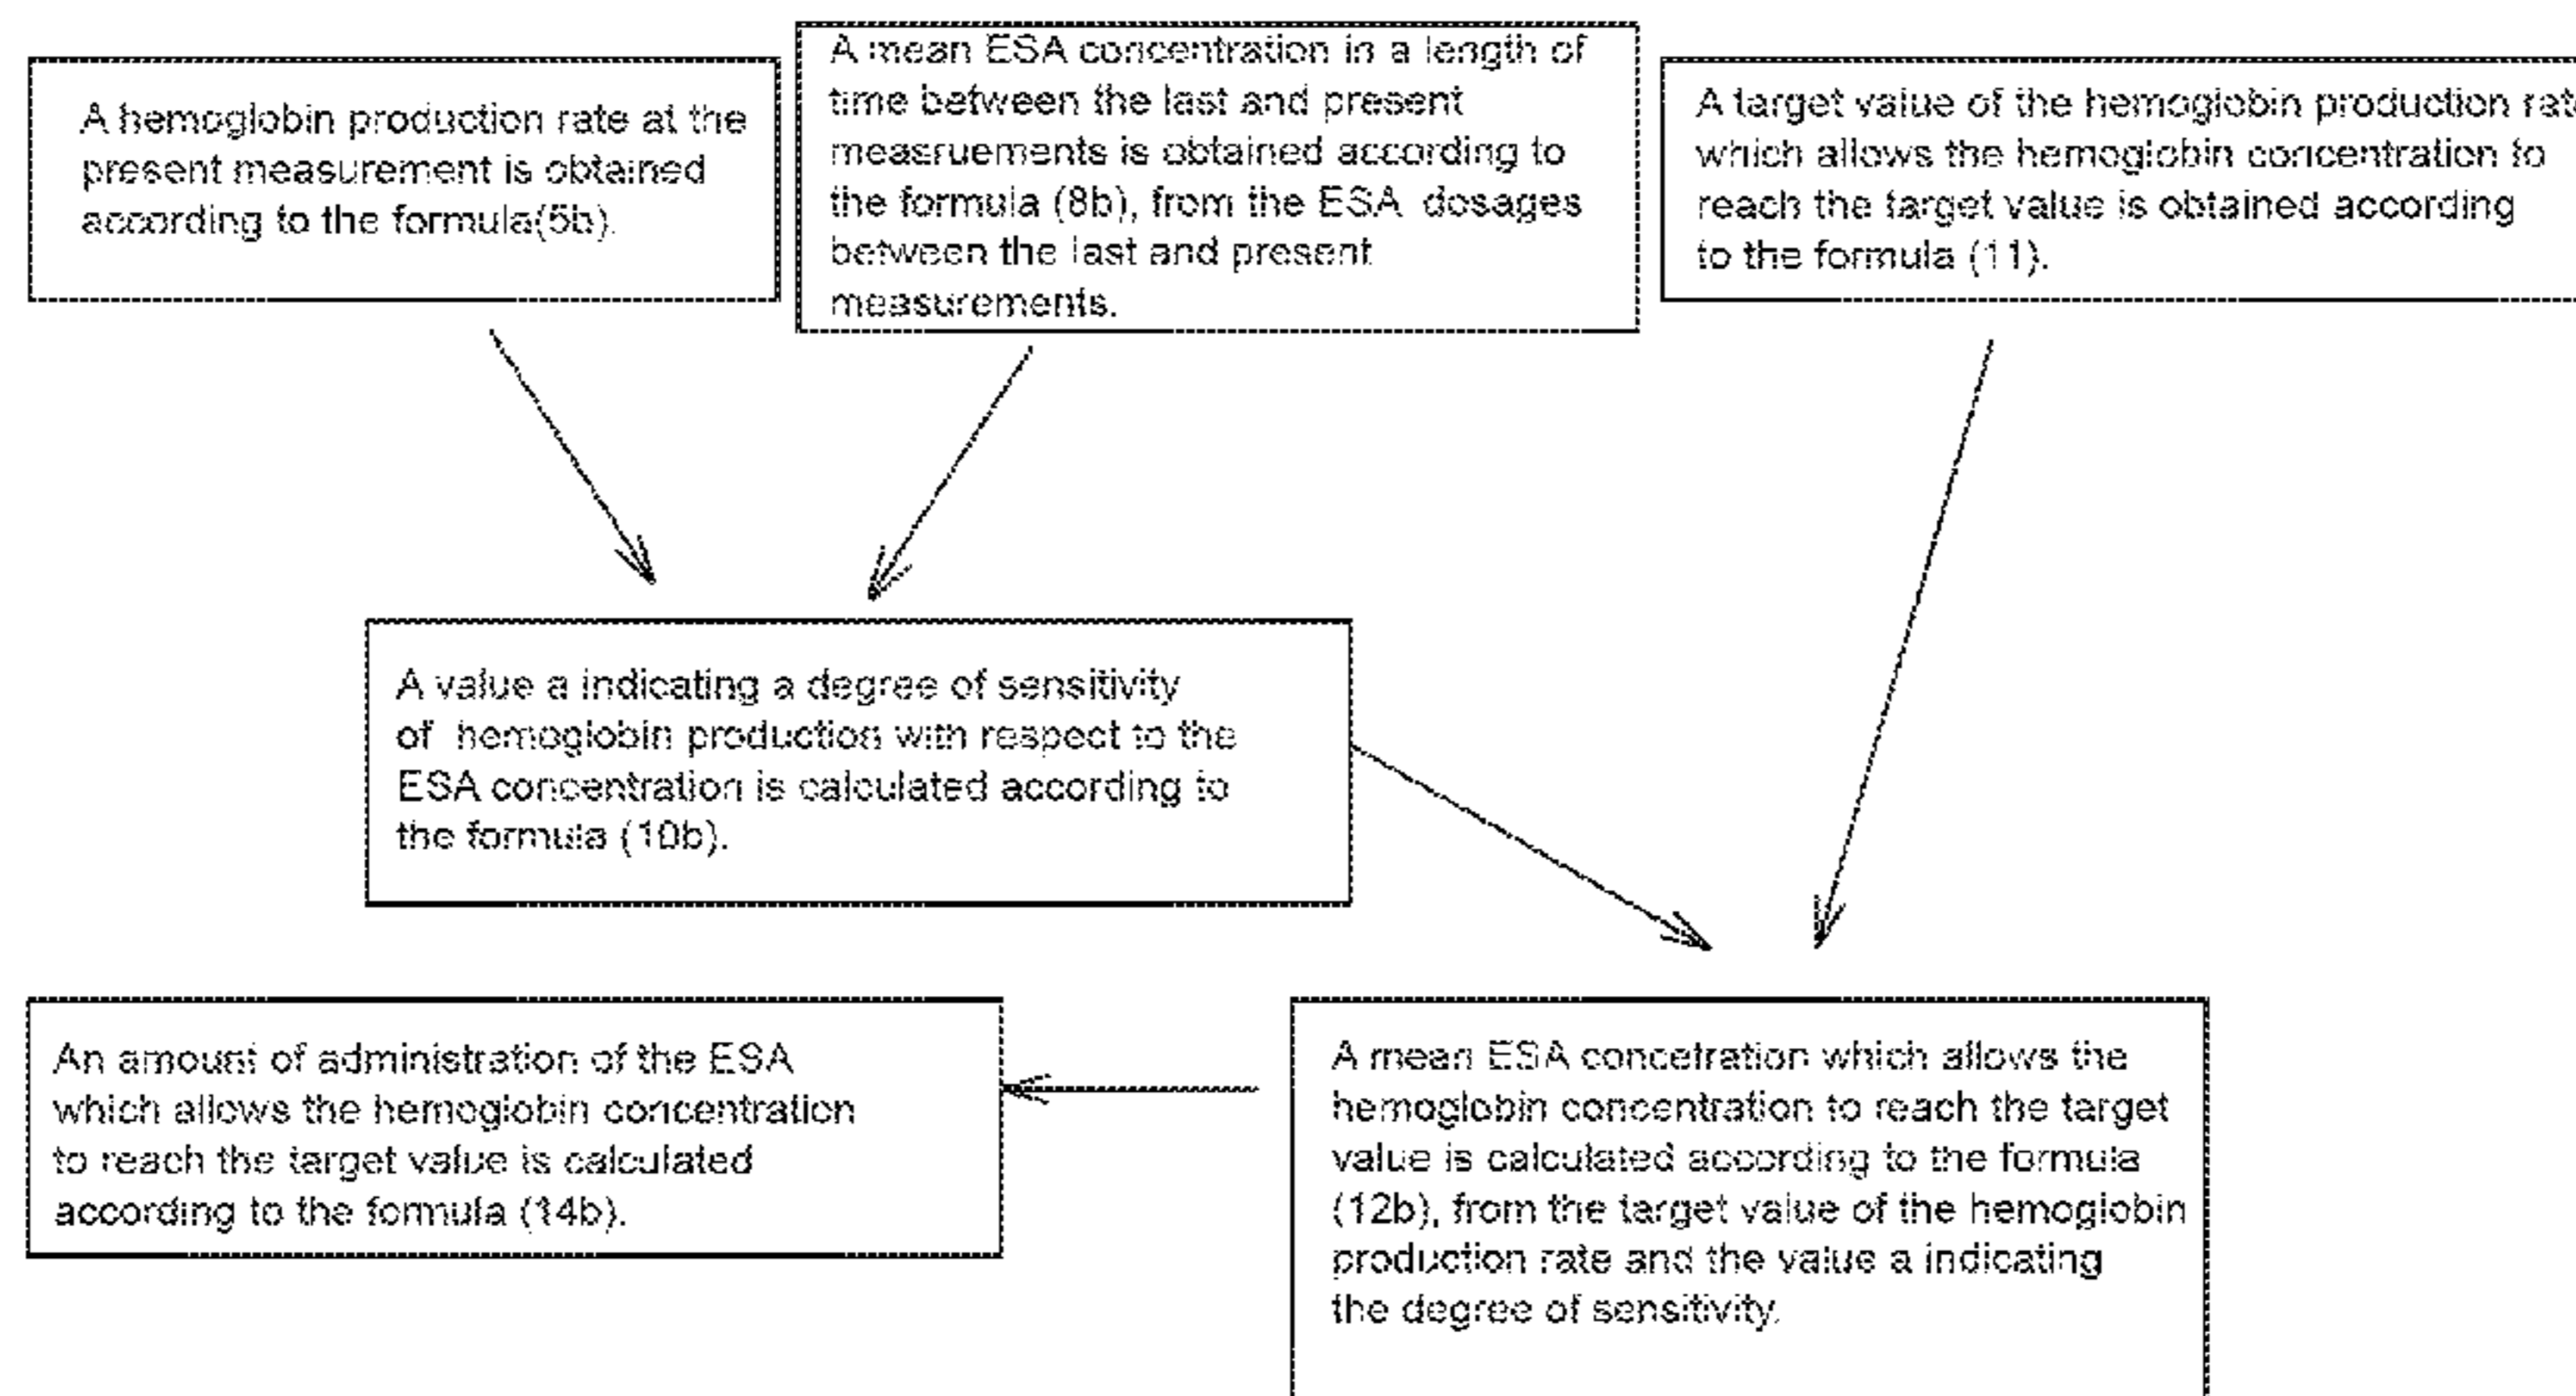 A hemoglobin production rate at the
present measurement is obtained
according to the formula(5b).
A mean ESA concentration in a length of
time between the last and present
measruements is obtained according to
the formula (8b), from the ESA dosages
between the last and present
measurements.
A target value of the hemoglobin production rat
which allows the hemoglobin concentration to
reach the target value is obtained according
to the formula (11).
A value a indicating a degree of sensitivity
of hemoglobin production with respect to the
ESA concentration is calculated according to
the formula (10b).
An amount of administration of the ESA
which allows the hemoglobin concentration
to reach the target value is calculated
according to the formula (14b).
A mean ESA concetration which allows the
hemoglobin concentration to reach the target
value is calculated according to the formula
(12b), from the target value of the hemoglobin
production rate and the value a indicating
the degree of sensitivity.